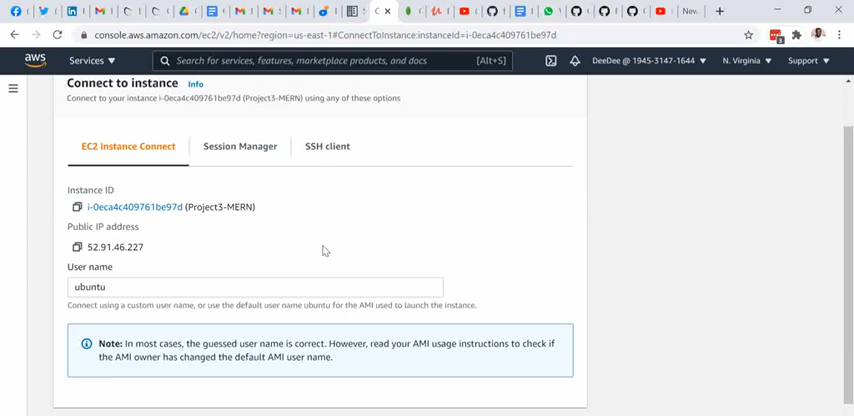 New
console.aws.amazon.com/ec2/v2/home?region=us-east-1#ConnectToInstance:instanceId=i-0eca4c409761be97d
aws
Services
Search for services, features, marketplace products, and docs
[Alt+S]
DeeDee @ 1945-3147-1644
N. Virginia
Support
Connect to instance Info
Connect to your instance i-0eca4c409761be97d (Project3-MERN) using any of these options
EC2 Instance Connect
Session Manager
SSH client
Instance ID
i-0eca4c409761be97d (Project3-MERN)
Public IP address
52.91.46.227
User name
ubuntu
Connect using a custom user name, or use the default user name ubuntu for the AMI used to launch the instance.
Note: In most cases, the guessed user name is correct. However, read your AMI usage instructions to check if
the AMI owner has changed the default AMI user name.